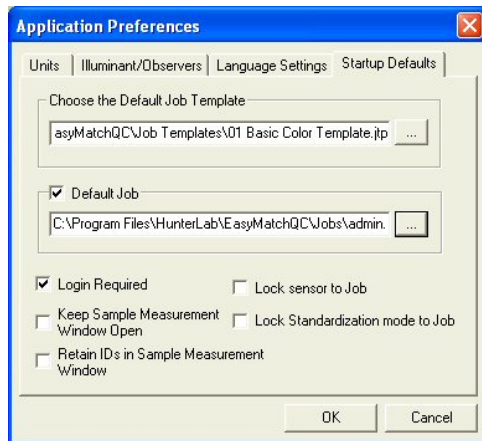 Application Preferences
Units
Illuminant/Observers
Language Settings
Startup Defaults
Choose the Default Job Template
asyMatchQC\Job Templates\01 Basic Color Template.jtp
...
Default Job
C:\Program Files\HunterLab\EasyMatchQC\Jobs\admin.
...
Login Required
Lock sensor to Job
Keep Sample Measurement
Window Open
Lock Standardization mode to Job
Retain IDs in Sample Measurement
Window
OK
Cancel